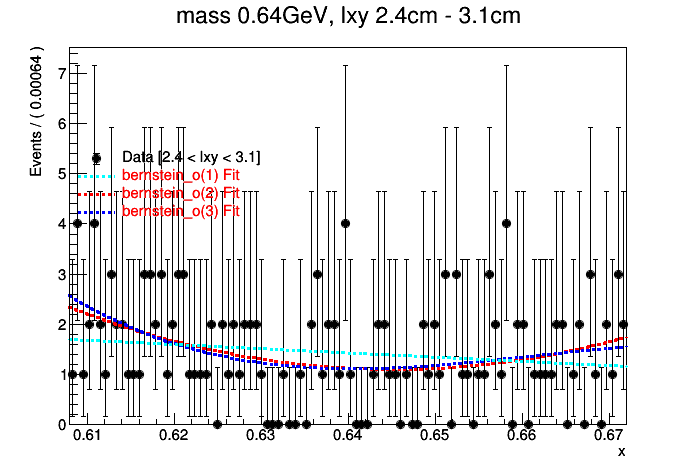 mass 0.64GeV, lxy 2.4cm - 3.1cm
Events / ( 0.00064 )
7
6
5
4
3
2
1
0
Data [2.4 < lxy < 3.1]
bernstein_o(1) Fit
bernstein_o(2) Fit
bernstein_o(3) Fit
0.61 0.62 0.63 0.64 0.65 0.66 0.67
x